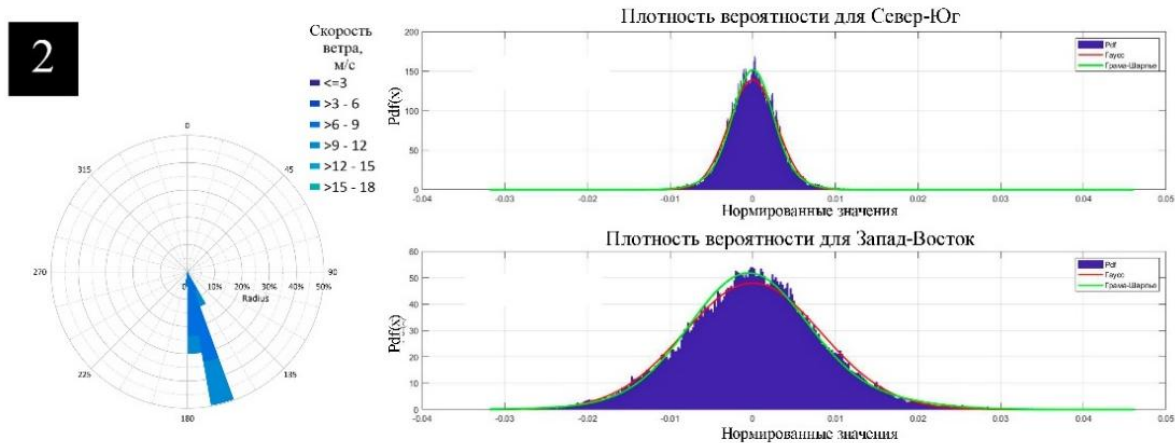 2
Скорость
ветра,
м/с
<=3
>3 - 6
>6 - 9
>9 - 12
>12 - 15
>15 - 18
0
45
90
135
180
225
270
315
0
10%
20%
30%
40%
50%
Radius
Плотность вероятности для Север-Юг
Pdf(x)
200
150
100
50
0
-0.04
-0.03
-0.02
-0.01
0
0.01
0.02
0.03
0.04
0.05
Нормированные значения
Pdf
Гаусс
Грама-Шарлье
Плотность вероятности для Запад-Восток
Pdf(x)
60
50
40
30
20
10
0
-0.04
-0.03
-0.02
-0.01
0
0.01
0.02
0.03
0.04
0.05
Нормированные значения
Pdf
Гаусс
Грама-Шарлье